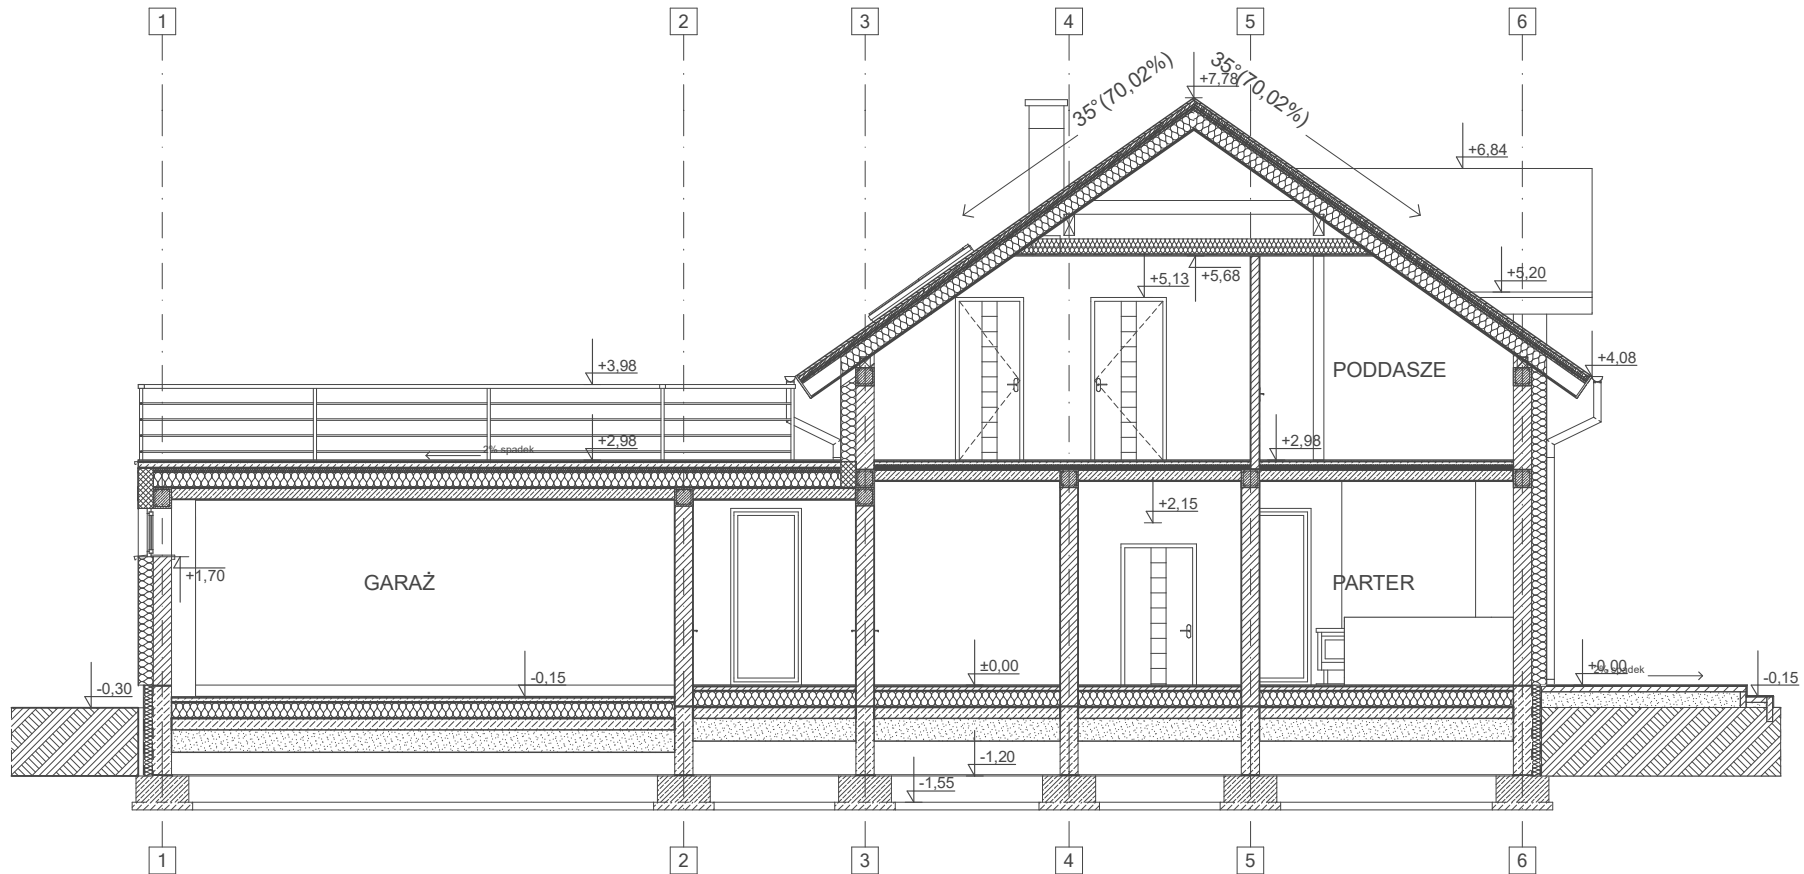 1 2 3 4 5 6
35°(70,02%)
+7,78
35°(70,02%)
+6,84
+5,13
+5,68
+5,20
+3,98
PODDASZE
+4,08
2% spadek
+2,98
+2,98
+2,15
+1,70
GARAŻ
PARTER
-0,30
-0,15
±0,00
±0,00
2% spadek
-0,15
-1,20
-1,55
1 2 3 4 5 6